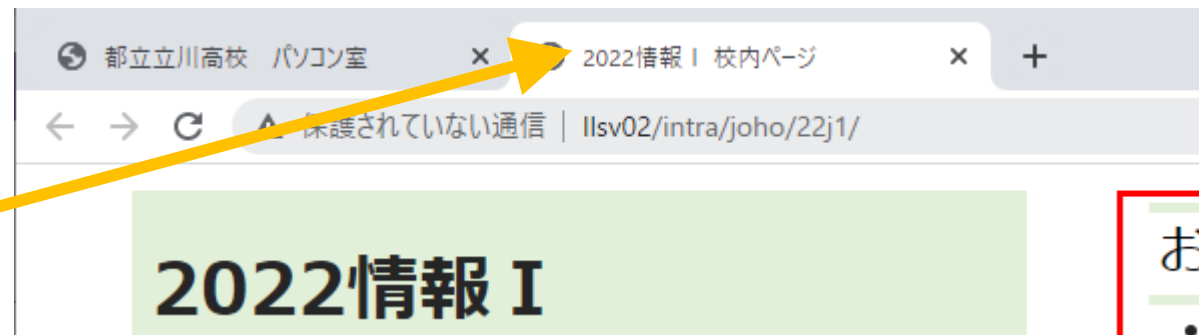 都立立川高校 パソコン室 2022情報Ⅰ 校内ページ
保護されていない通信 | llsv02/intra/joho/22j1/
2022情報Ⅰ
お